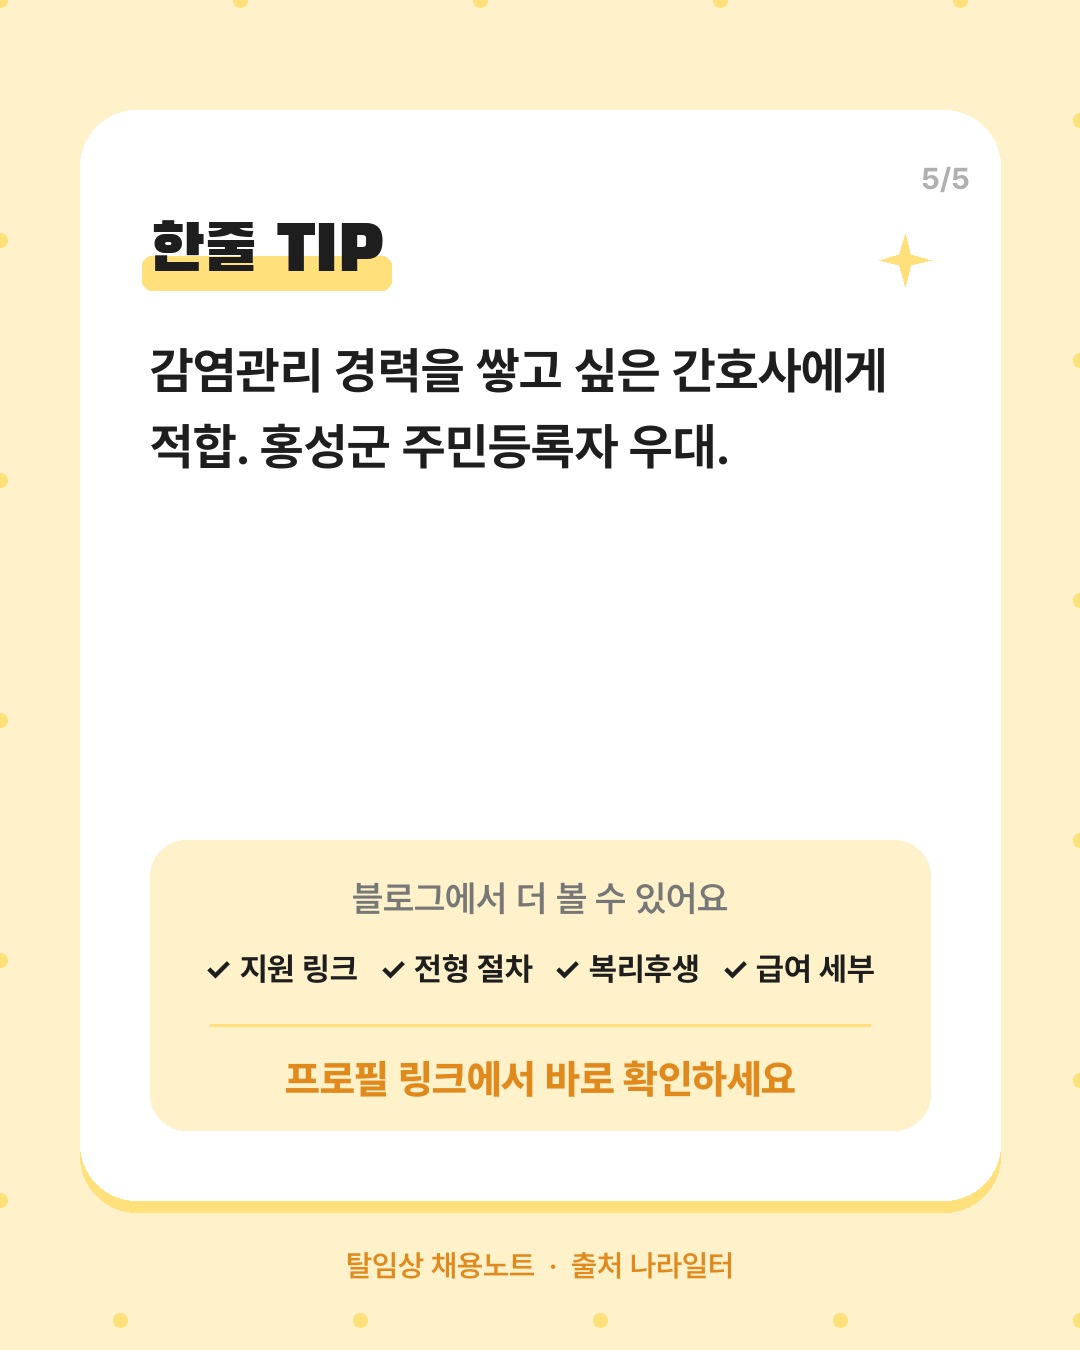 5/5
한줄 TIP
감염관리 경력을 쌓고 싶은 간호사에게
적합. 홍성군 주민등록자 우대.
블로그에서 더 볼 수 있어요
✓ 지원 링크 ✓ 전형 절차 ✓ 복리후생 ✓ 급여 세부
프로필 링크에서 바로 확인하세요
탈임상 채용노트 · 출처 나라일터